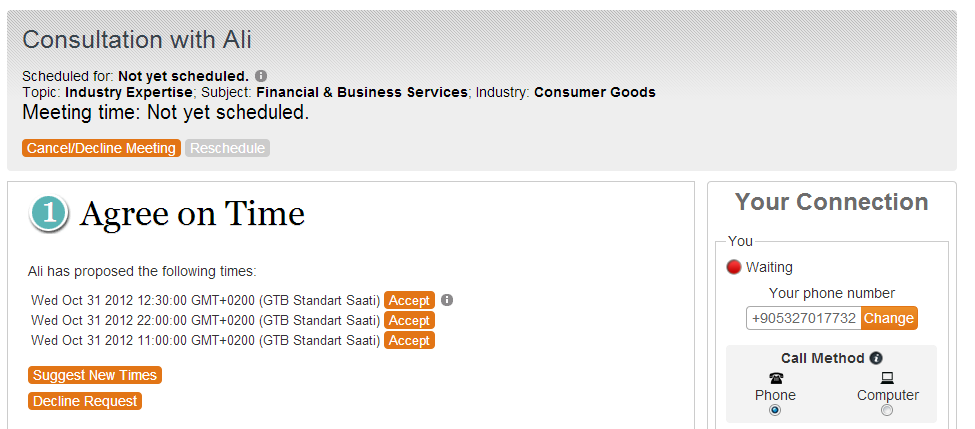 Consultation with Ali
Scheduled for: Not yet scheduled. i
Topic: Industry Expertise; Subject: Financial & Business Services; Industry: Consumer Goods
Meeting time: Not yet scheduled.
Cancel/Decline Meeting Reschedule
1 Agree on Time
Ali has proposed the following times:
Wed Oct 31 2012 12:30:00 GMT+0200 (GTB Standart Saati) Accept i
Wed Oct 31 2012 22:00:00 GMT+0200 (GTB Standart Saati) Accept
Wed Oct 31 2012 11:00:00 GMT+0200 (GTB Standart Saati) Accept
Suggest New Times
Decline Request
Your Connection
You
Waiting
Your phone number
+905327017732 Change
Call Method i
Phone Computer